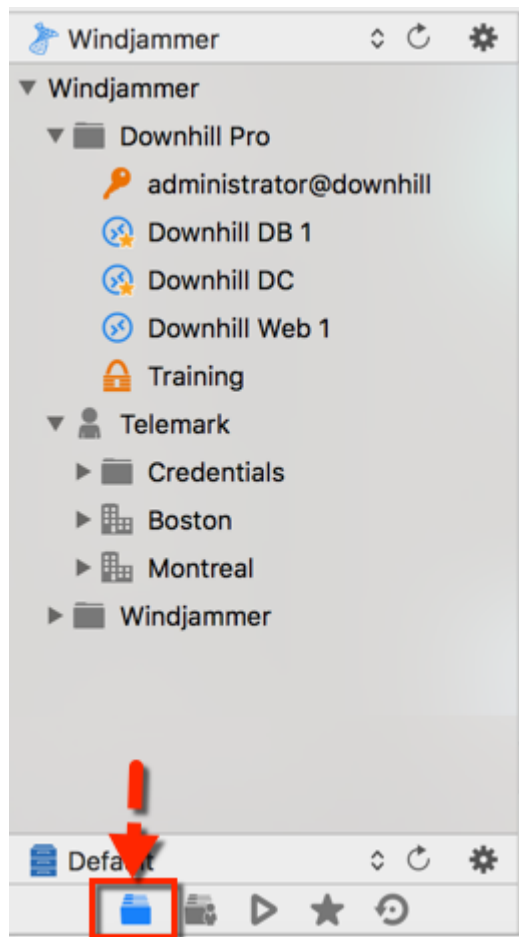 Windjammer
Windjammer
Downhill Pro
administrator@downhill
Downhill DB 1
Downhill DC
Downhill Web 1
Training
Telemark
Credentials
Boston
Montreal
Windjammer
Default